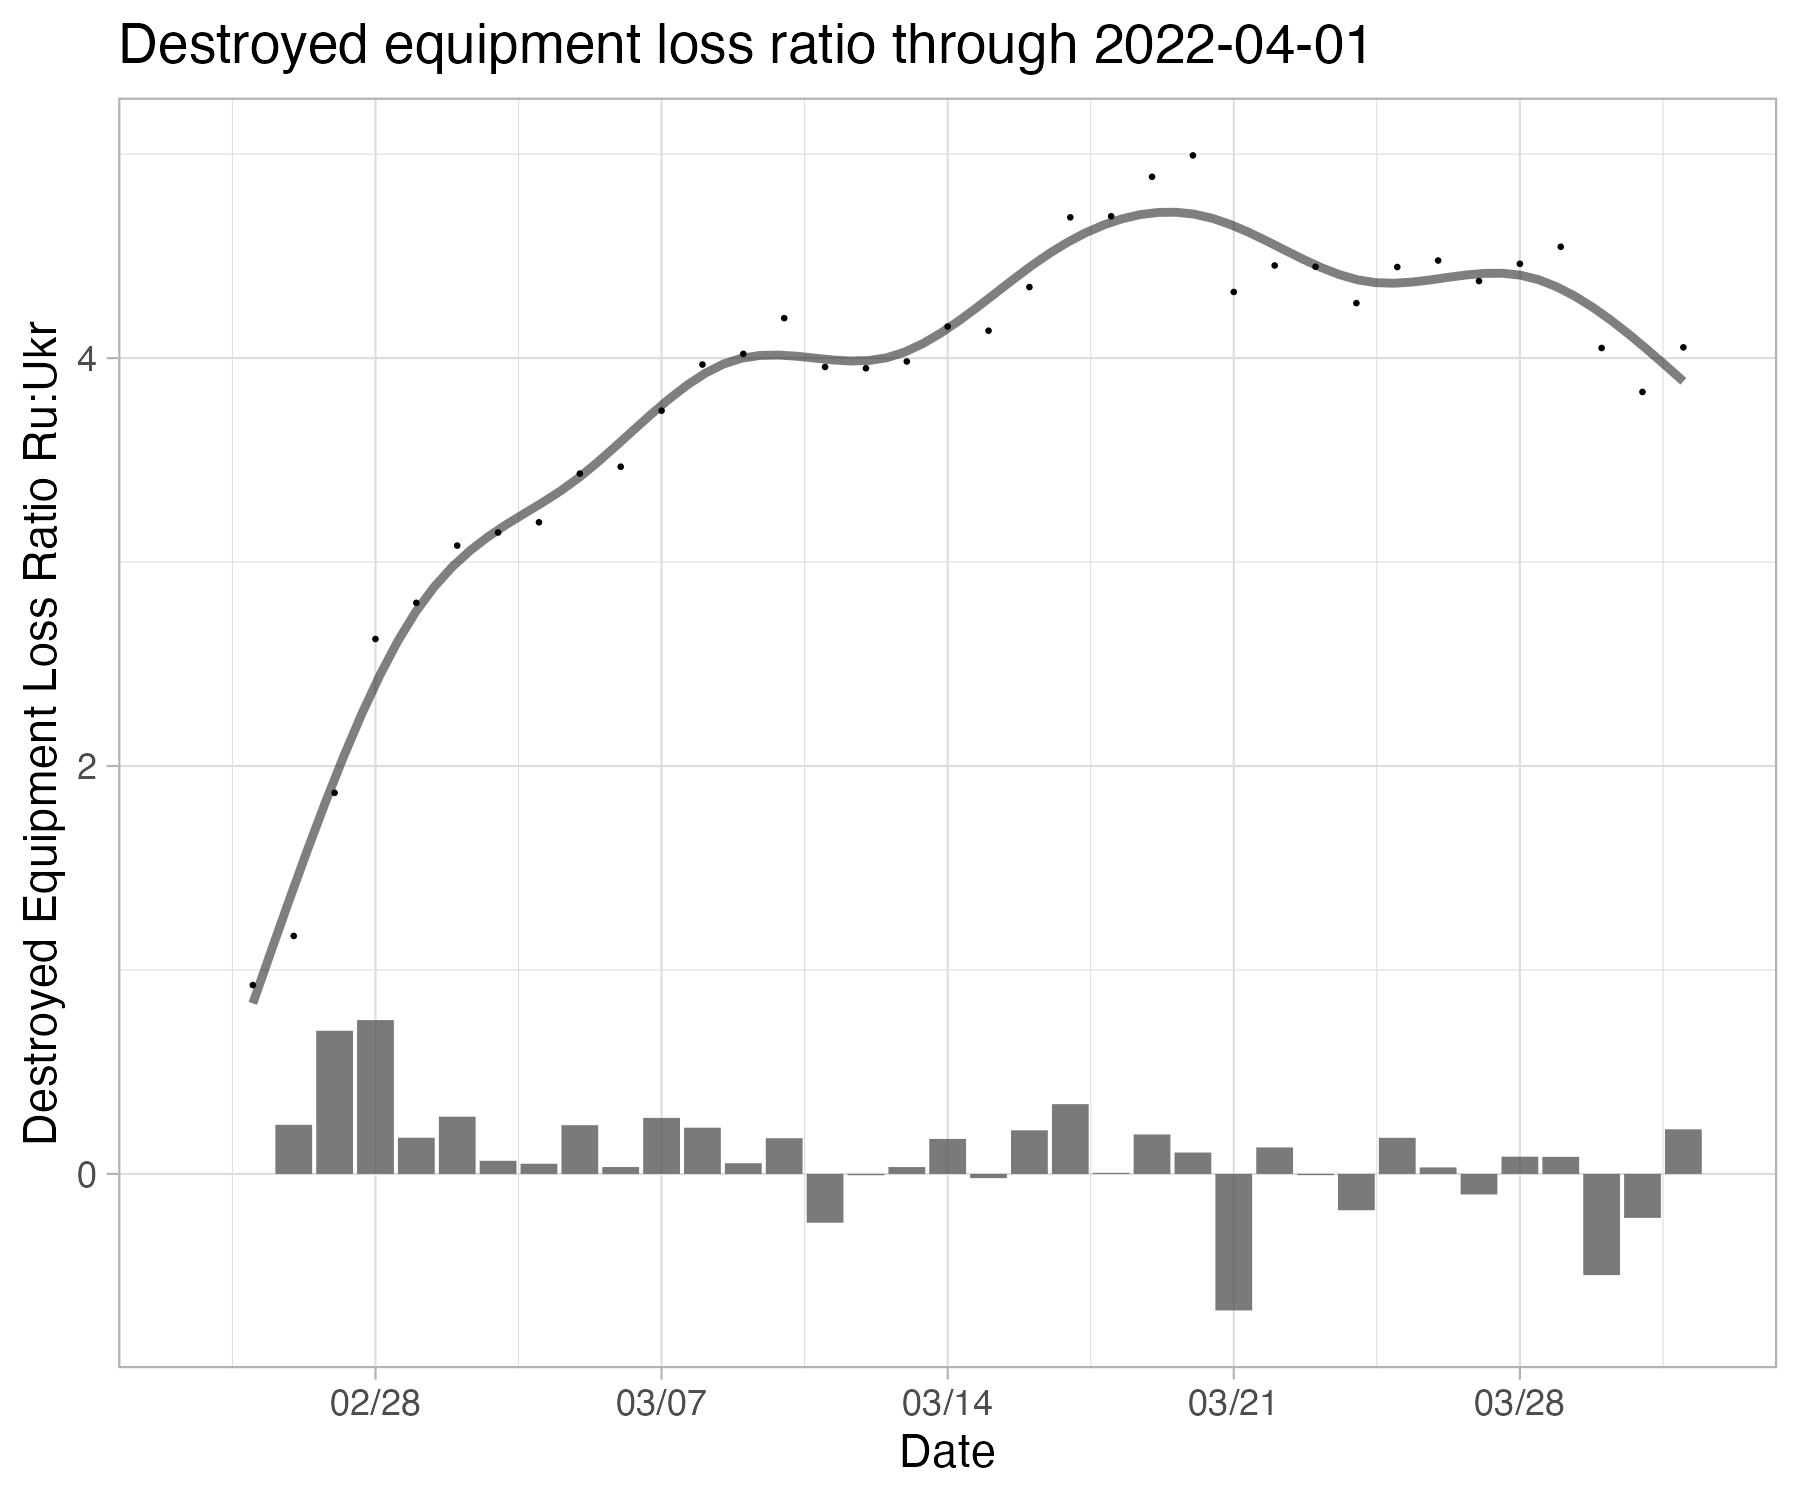 Destroyed equipment loss ratio through 2022-04-01
Destroyed Equipment Loss Ratio Ru:Ukr
4
2
0
02/28
03/07
03/14
03/21
03/28
Date